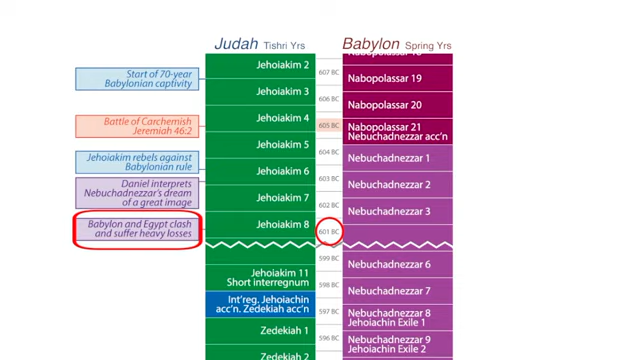 Judah Tishri Yrs
Babylon Spring Yrs
Start of 70-year
Babylonian captivity
Battle of Carchemish
Jeremiah 46:2
Jehoiakim rebels against
Babylonian rule
Daniel interprets
Nebuchadnezzar's dream
of a great image
Babylon and Egypt clash
and suffer heavy losses
Jehoiakim 2
Jehoiakim 3
Jehoiakim 4
Jehoiakim 5
Jehoiakim 6
Jehoiakim 7
Jehoiakim 8
Jehoiakim 11
Short interregnum
Int'reg. Jehoiachin
acc'n. Zedekiah acc'n
Zedekiah 1
Zedekiah 2
607 BC
606 BC
605 BC
604 BC
603 BC
602 BC
601 BC
599 BC
598 BC
597 BC
596 BC
Nabopolassar 19
Nabopolassar 20
Nabopolassar 21
Nebuchadnezzar acc'n
Nebuchadnezzar 1
Nebuchadnezzar 2
Nebuchadnezzar 3
Nebuchadnezzar 6
Nebuchadnezzar 7
Nebuchadnezzar 8
Jehoiachin Exile 1
Nebuchadnezzar 9
Jehoiachin Exile 2